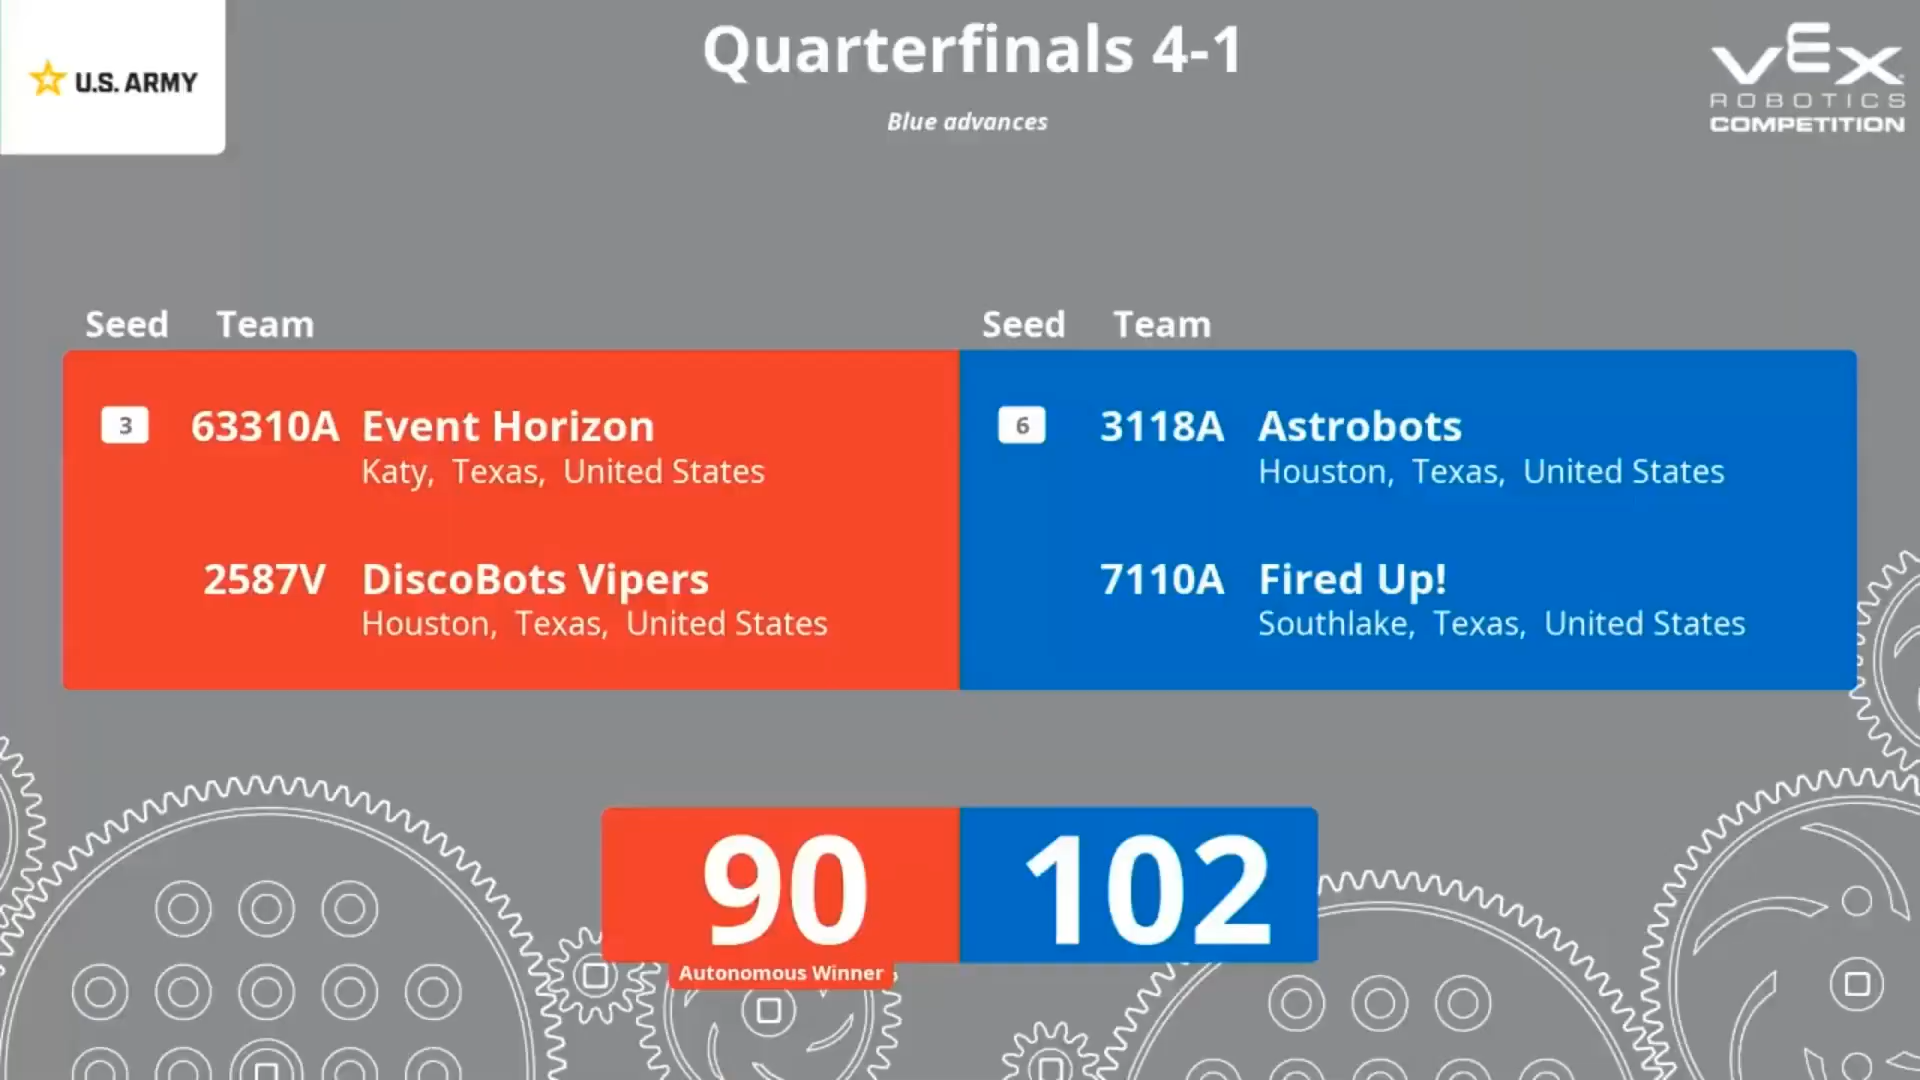 U.S. ARMY
Quarterfinals 4-1
Blue advances
VEX
ROBOTICS
COMPETITION
Seed Team
3 63310A Event Horizon
Katy, Texas, United States
2587V DiscoBots Vipers
Houston, Texas, United States
Seed Team
6 3118A Astrobots
Houston, Texas, United States
7110A Fired Up!
Southlake, Texas, United States
90 102
Autonomous Winner